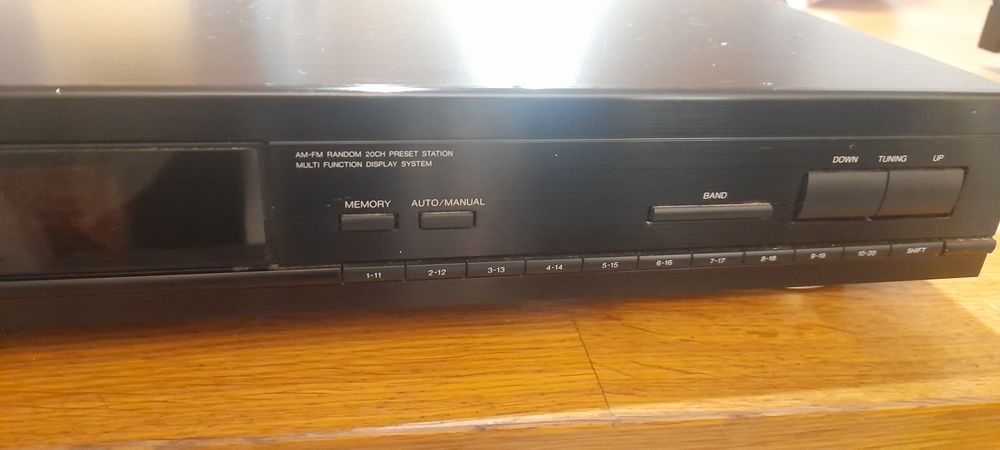 AM-FM RANDOM 20CH PRESET STATION
MULTI FUNCTION DISPLAY SYSTEM
MEMORY AUTO/MANUAL
BAND
DOWN TUNING UP
1-11 2-12 3-13 4-14 5-15 6-16 7-17 8-18 9-19 10-20 SHIFT